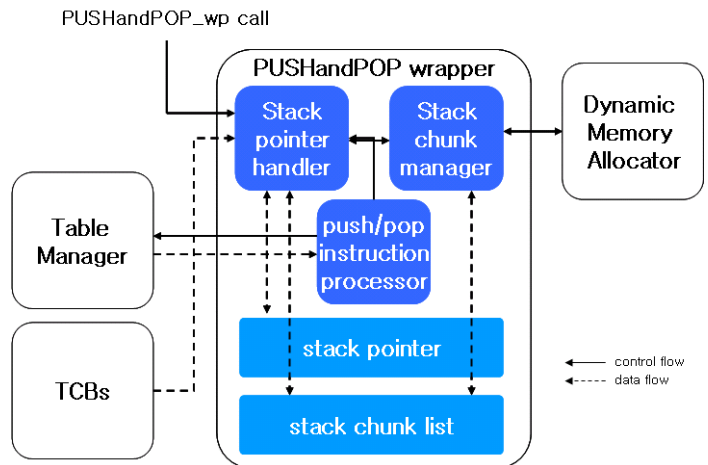 PUSHandPOP_wp call
PUSHandPOP wrapper
Stack
pointer
handler
Stack
chunk
manager
Dynamic
Memory
Allocator
Table
Manager
push/pop
instruction
processor
stack pointer
TCBs
stack chunk list
control flow
data flow